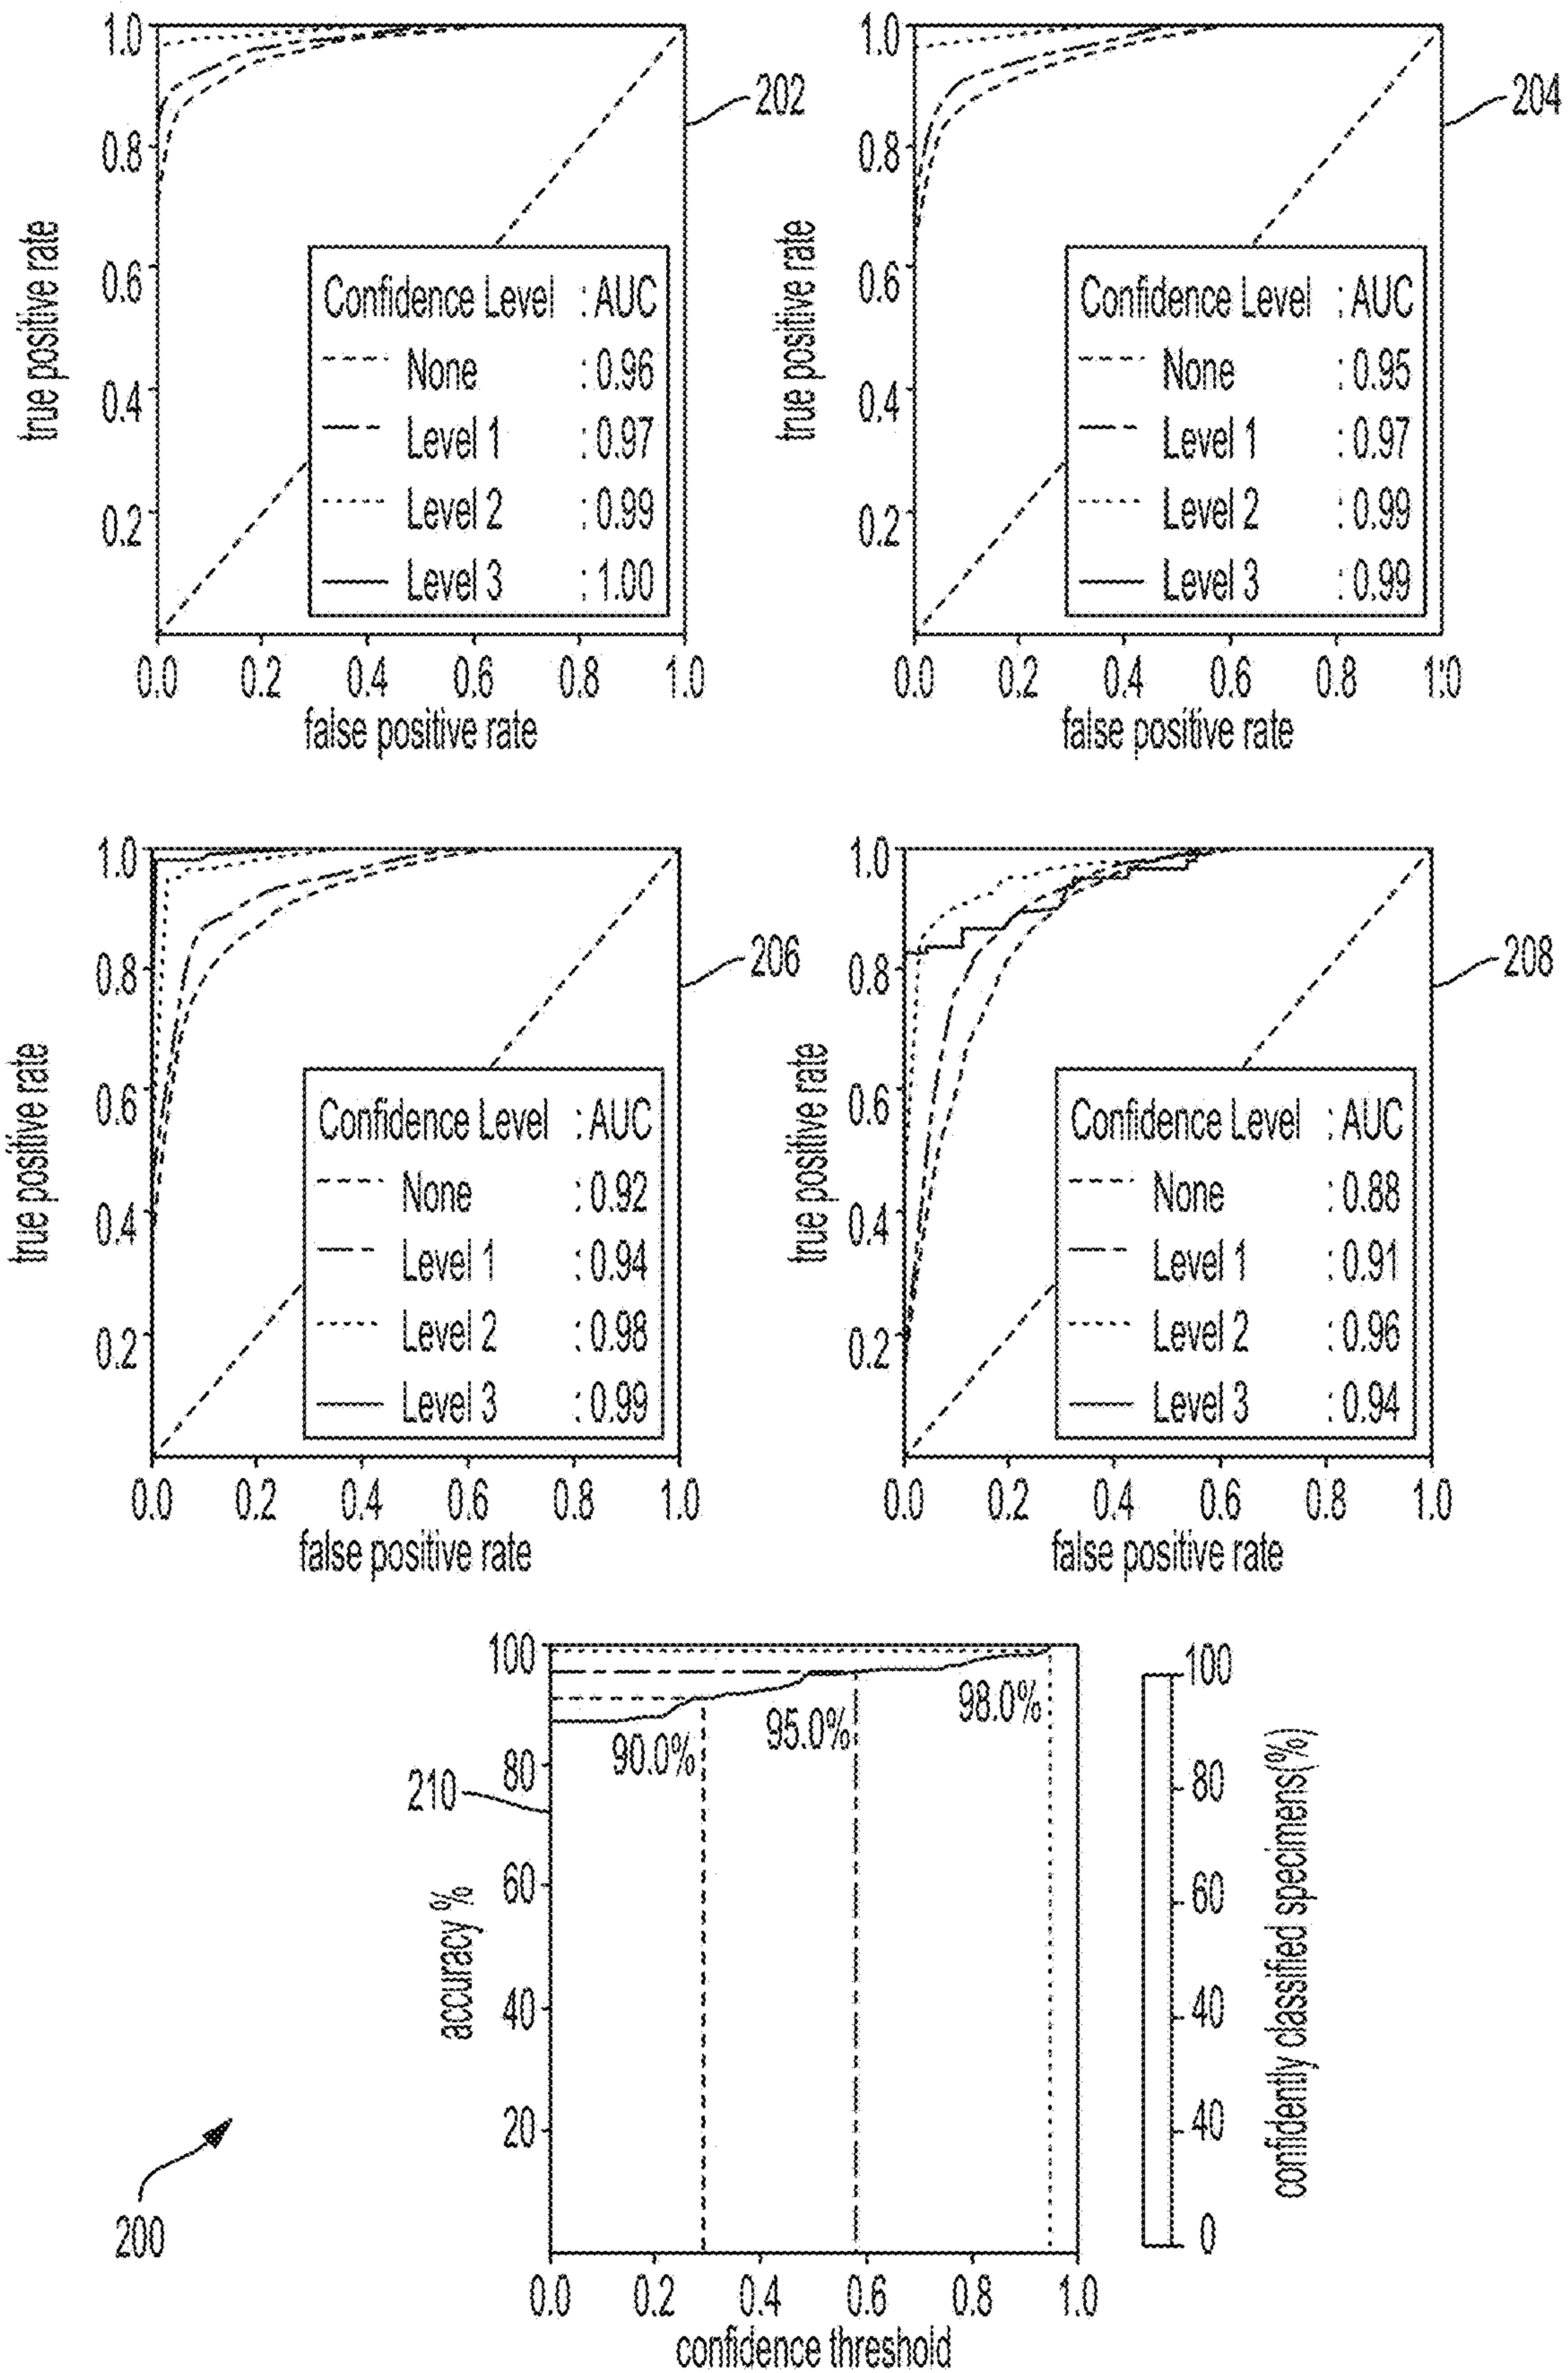 1.0
0.8
0.6
0.4
0.2
true positive rate
Confidence Level : AUC
None : 0.96
Level 1 : 0.97
Level 2 : 0.99
Level 3 : 1.00
0.0 0.2 0.4 0.6 0.8 1.0
false positive rate
202
1.0
0.8
0.6
0.4
0.2
true positive rate
Confidence Level : AUC
None : 0.95
Level 1 : 0.97
Level 2 : 0.99
Level 3 : 0.99
0.0 0.2 0.4 0.6 0.8 1.0
false positive rate
204
1.0
0.8
0.6
0.4
0.2
true positive rate
Confidence Level : AUC
None : 0.92
Level 1 : 0.94
Level 2 : 0.98
Level 3 : 0.99
0.0 0.2 0.4 0.6 0.8 1.0
false positive rate
206
1.0
0.8
0.6
0.4
0.2
true positive rate
Confidence Level : AUC
None : 0.88
Level 1 : 0.91
Level 2 : 0.96
Level 3 : 0.94
0.0 0.2 0.4 0.6 0.8 1.0
false positive rate
208
100
80
60
40
20
accuracy %
90.0%
95.0%
98.0%
210
0.0 0.2 0.4 0.6 0.8 1.0
confidence threshold
100
80
60
40
40
0
confidently classified specimens(%)
200